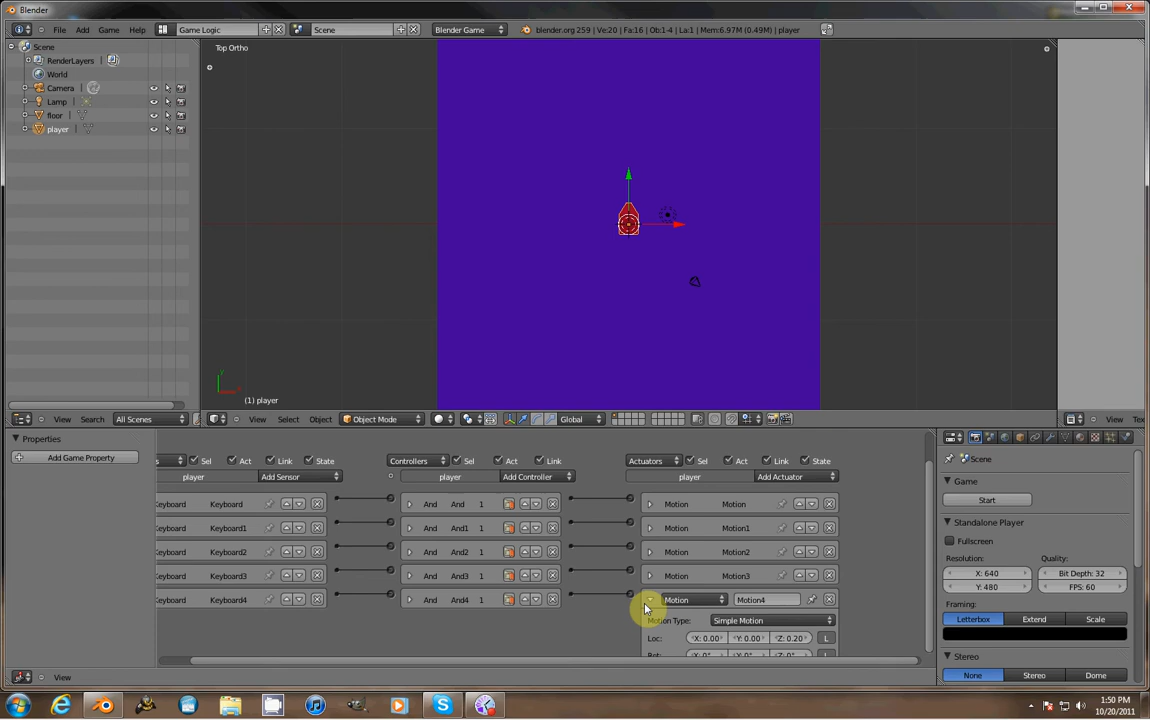 Blender
File Add Game Help Game Logic Scene Blender Game blender.org 259 | Ve:20 | Fa:16 | Ob:1-4 | La:1 | Mem:6.97M (0.49M) | player
Scene
RenderLayers
World
Camera
Lamp
floor
player
Top Ortho
(1) player
View Search All Scenes
View Select Object Object Mode Global
View
Properties
Add Game Property
Sel Act Link State
player Add Sensor
Controllers Sel Act Link
player Add Controller
Actuators Sel Act Link State
player Add Actuator
Keyboard And And 1 Motion Motion
Keyboard1 And And1 1 Motion Motion1
Keyboard2 And And2 1 Motion Motion2
Keyboard3 And And3 1 Motion Motion3
Keyboard4 And And4 1 Motion Motion4
Motion Type: Simple Motion
Loc: X: 0.00 Y: 0.00 Z: 0.20 L
View
Scene
Game
Start
Standalone Player
Fullscreen
Resolution: Quality:
X: 640 Bit Depth: 32
Y: 480 FPS: 60
Framing:
Letterbox Extend Scale
Stereo
None Stereo Dome
1:50 PM
10/20/2011